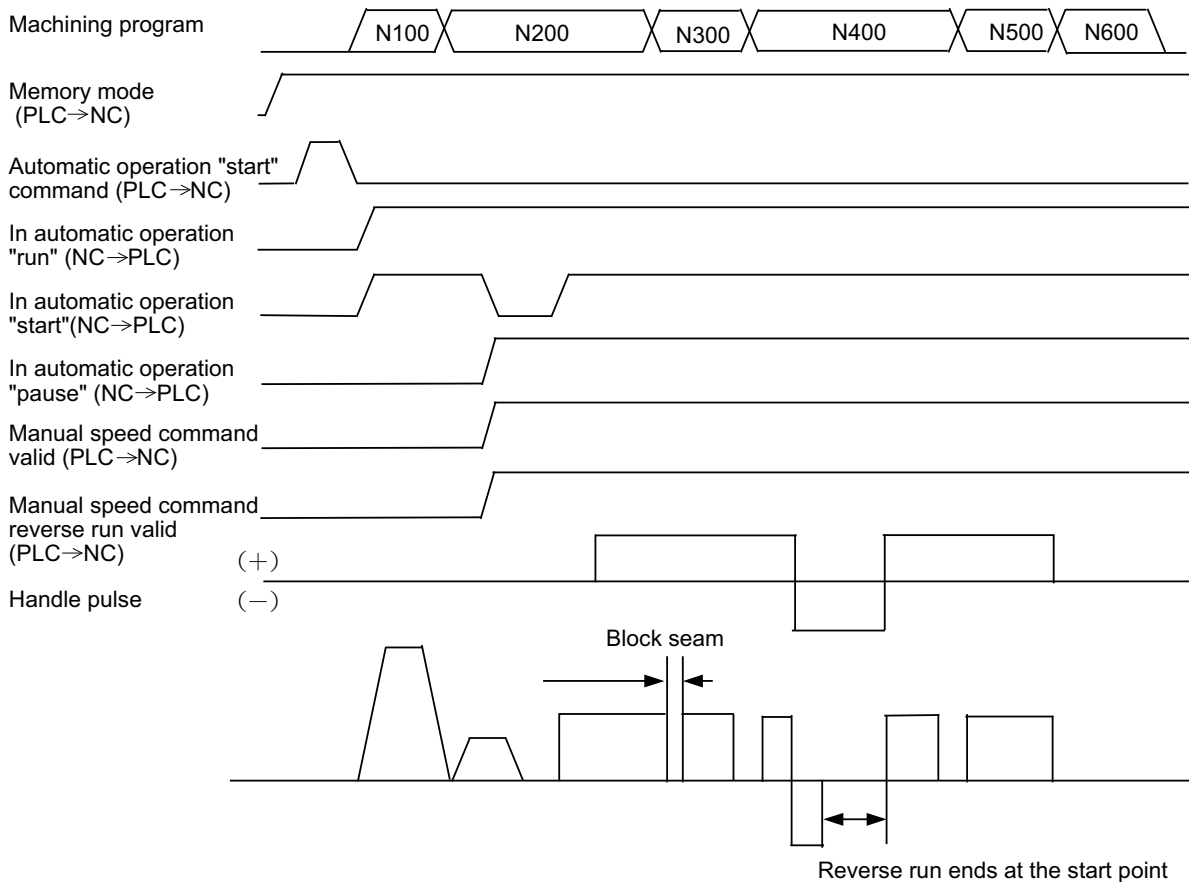 Machining program
N100 N200 N300 N400 N500 N600
Memory mode
(PLC→NC)
Automatic operation "start"
command (PLC→NC)
In automatic operation
"run" (NC→PLC)
In automatic operation
"start"(NC→PLC)
In automatic operation
"pause" (NC→PLC)
Manual speed command
valid (PLC→NC)
Manual speed command
reverse run valid
(PLC→NC)
(+)
Handle pulse
(−)
Block seam
Reverse run ends at the start point